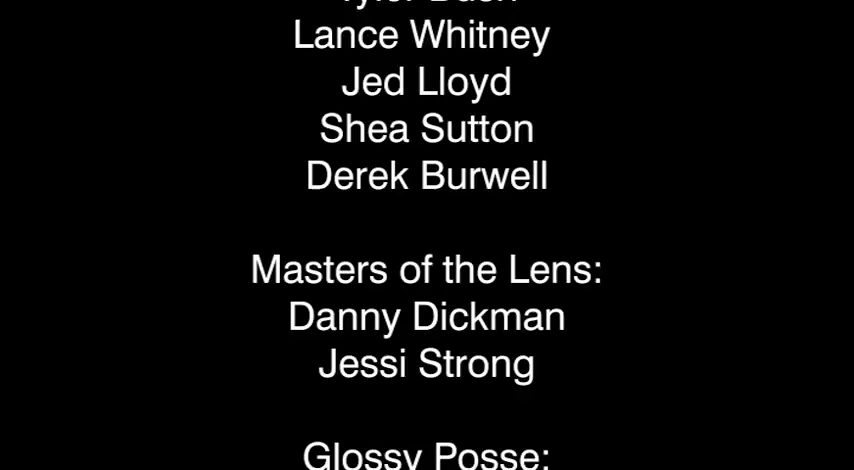 Lance Whitney
Jed Lloyd
Shea Sutton
Derek Burwell
Masters of the Lens:
Danny Dickman
Jessi Strong
Glossy Posse: